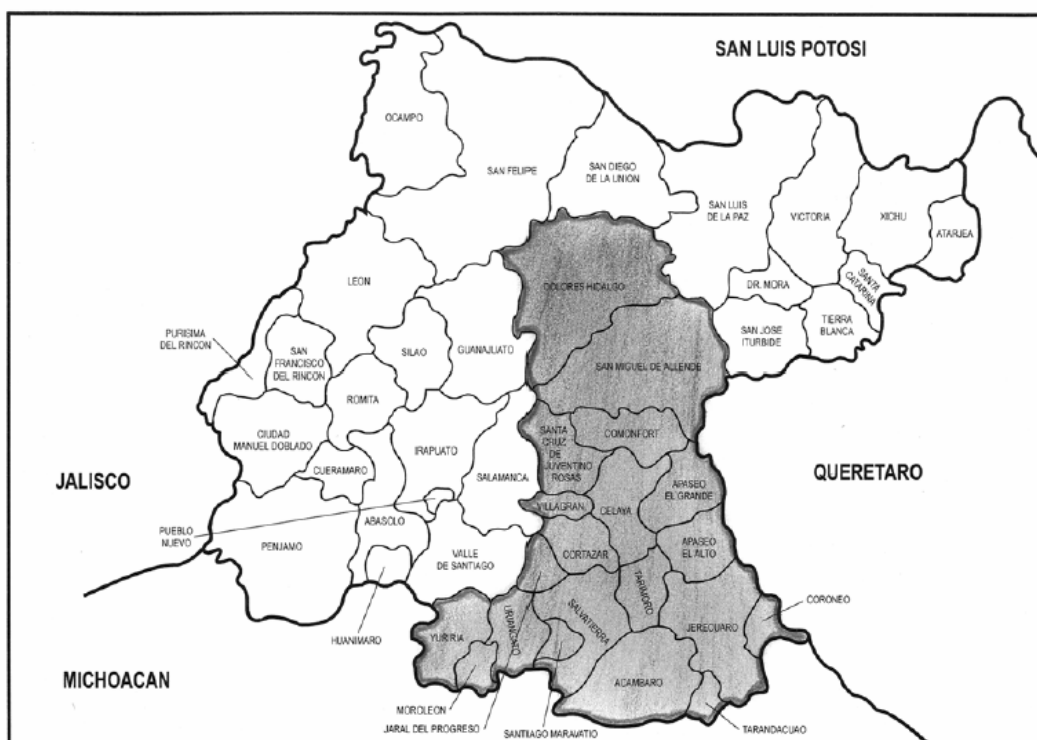 SAN LUIS POTOSI
OCAMPO
SAN FELIPE
SAN DIEGO
DE LA UNION
SAN LUIS
DE LA PAZ
VICTORIA
XICHU
ATARJEA
LEON
DOLORES HIDALGO
DR. MORA
SANTA
CATARINA
PURISIMA
DEL RINCON
SAN
FRANCISCO
DEL RINCON
SILAO
GUANAJUATO
SAN JOSE
ITURBIDE
TIERRA
BLANCA
SAN MIGUEL DE ALLENDE
ROMITA
CIUDAD
MANUEL DOBLADO
IRAPUATO
SANTA
CRUZ
DE
JUVENTINO
ROSAS
COMONFORT
JALISCO
CUERAMARO
SALAMANCA
APASEO
EL GRANDE
QUERETARO
VILLAGRAN
CELAYA
PUEBLO
NUEVO
ABASOLO
PENJAMO
VALLE
DE SANTIAGO
CORTAZAR
APASEO
EL ALTO
TARIMORO
CORONEO
HUANIMARO
YURIRIA
URIANGATO
SALVATIERRA
JERECUARO
MICHOACAN
ACAMBARO
MOROLEON
JARAL DEL PROGRESO
SANTIAGO MARAVATIO
TARANDACUAO